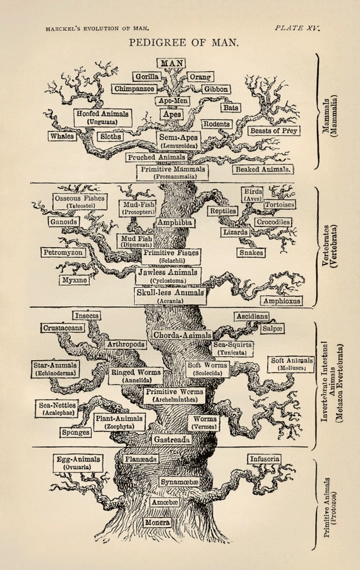 HAECKEL'S EVOLUTION OF MAN.
PLATE XV.
PEDIGREE OF MAN.
MAN
Gorilla
Orang
Chimpanzee
Gibbon
Ape-Men
Bats
Apes
Hoofed Animals
(Ungulata)
Rodents
Whales
Sloths
Semi-Apes
(Lemuroidea)
Beasts of Prey
Pouched Animals
Primitive Mammals
(Promammalia)
Beaked Animals.
Mammals
(Mammalia)
Osseous Fishes
(Teleostei)
Mud-Fish
(Protopteri)
Birds
(Aves)
Tortoises
Reptiles
Ganoids
Amphibia
Crocodiles
Lizards
Mud Fish
(Dipneusta)
Petromyzon
Primitive Fishes
(Selachii)
Snakes
Jawless Animals
(Cyclostoma)
Myxine
Skull-less Animals
(Acrania)
Amphioxus
Vertebrates
(Vertebrata)
Insects
Ascidians
Crustaceans
Salpæ
Chorda-Animals
Arthropods
Sea-Squirts
(Tunicata)
Star-Animals
(Echinoderma)
Ringed Worms
(Annelida)
Soft Worms
(Scolecida)
Soft Animals
(Mollusca)
Primitive Worms
(Archelminthes)
Sea-Nettles
(Acalephae)
Plant-Animals
(Zoophyta)
Worms
(Vermes)
Sponges
Gastreada
Invertebrate Intestinal
Animals
(Metazoa Evertebrata)
Egg-Animals
(Ovularia)
Planæada
Infusoria
Synamœbæ
Amœbæ
Monera
Primitive Animals
(Protozoa)